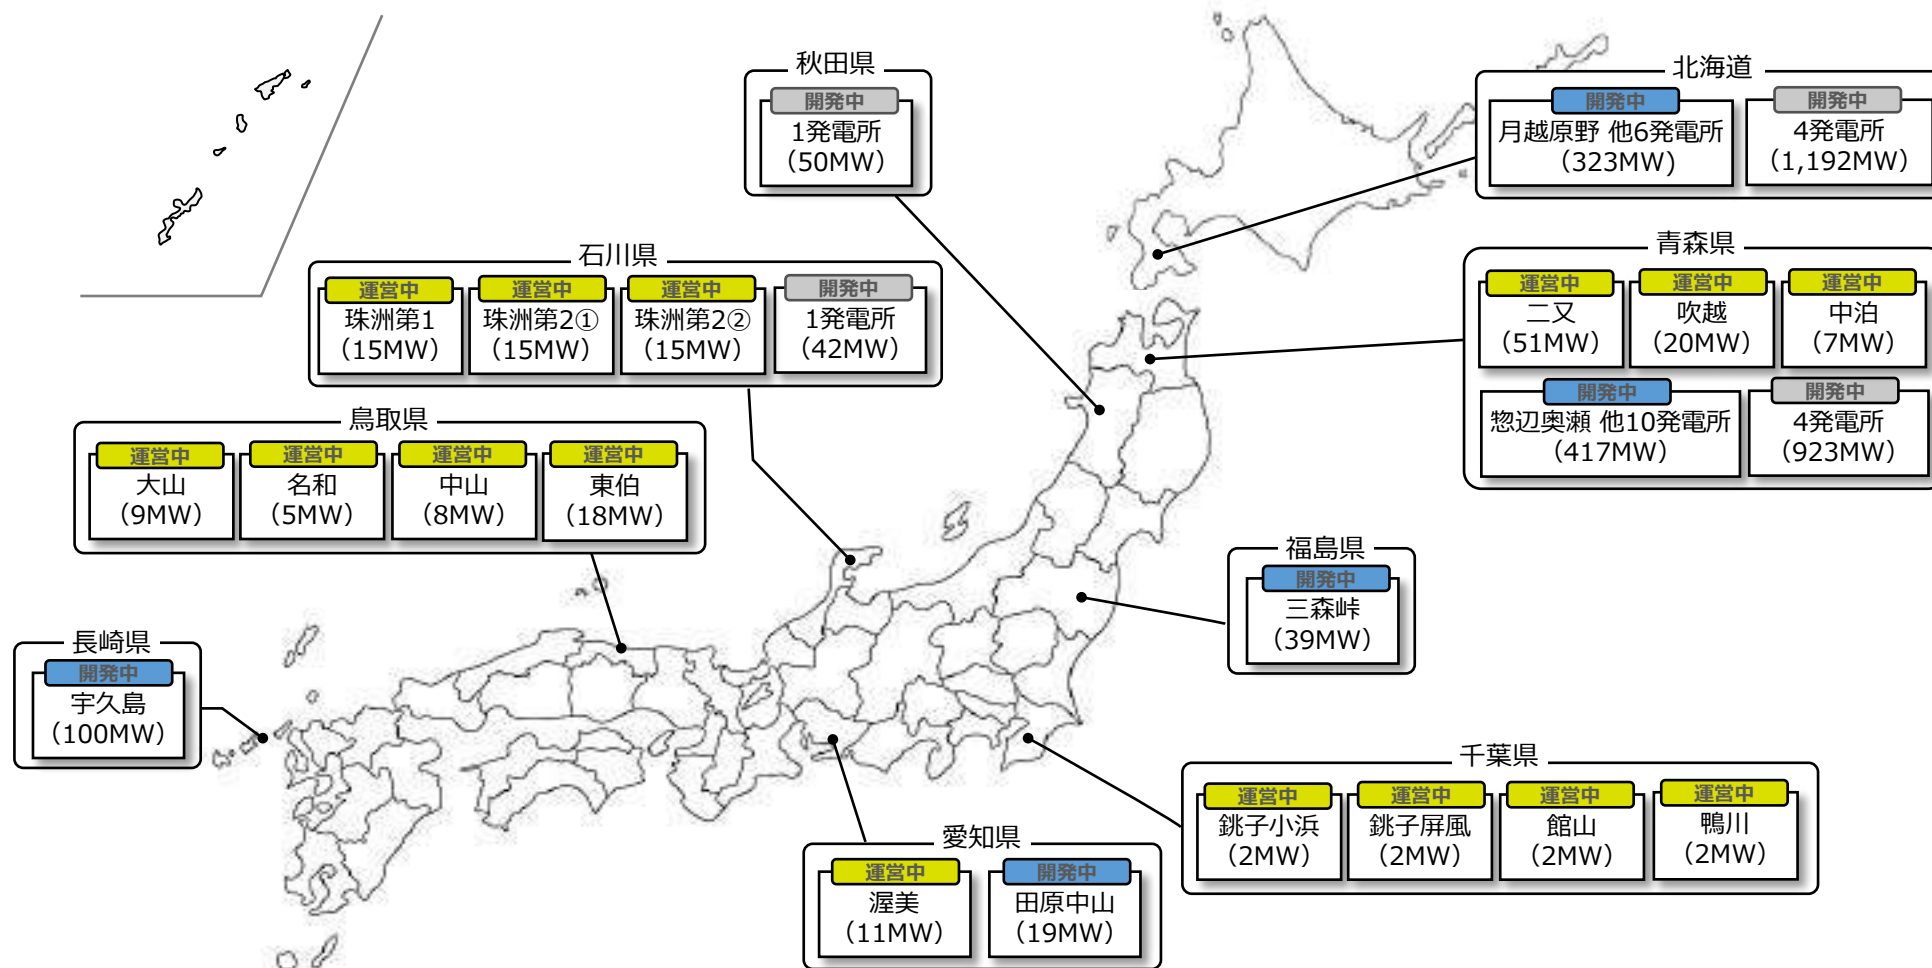 秋田県
開発中
1発電所
（50MW）
北海道
開発中
月越原野 他6発電所
（323MW）
開発中
4発電所
（1,192MW）
石川県
運営中
珠洲第1
（15MW）
運営中
珠洲第2①
（15MW）
運営中
珠洲第2②
（15MW）
開発中
1発電所
（42MW）
青森県
運営中
二又
（51MW）
運営中
吹越
（20MW）
運営中
中泊
（7MW）
開発中
惣辺奥瀬 他10発電所
（417MW）
開発中
4発電所
（923MW）
鳥取県
運営中
大山
（9MW）
運営中
名和
（5MW）
運営中
中山
（8MW）
運営中
東伯
（18MW）
福島県
開発中
三森峠
（39MW）
長崎県
開発中
宇久島
（100MW）
千葉県
運営中
銚子小浜
（2MW）
運営中
銚子屏風
（2MW）
運営中
館山
（2MW）
運営中
鴨川
（2MW）
愛知県
運営中
渥美
（11MW）
開発中
田原中山
（19MW）